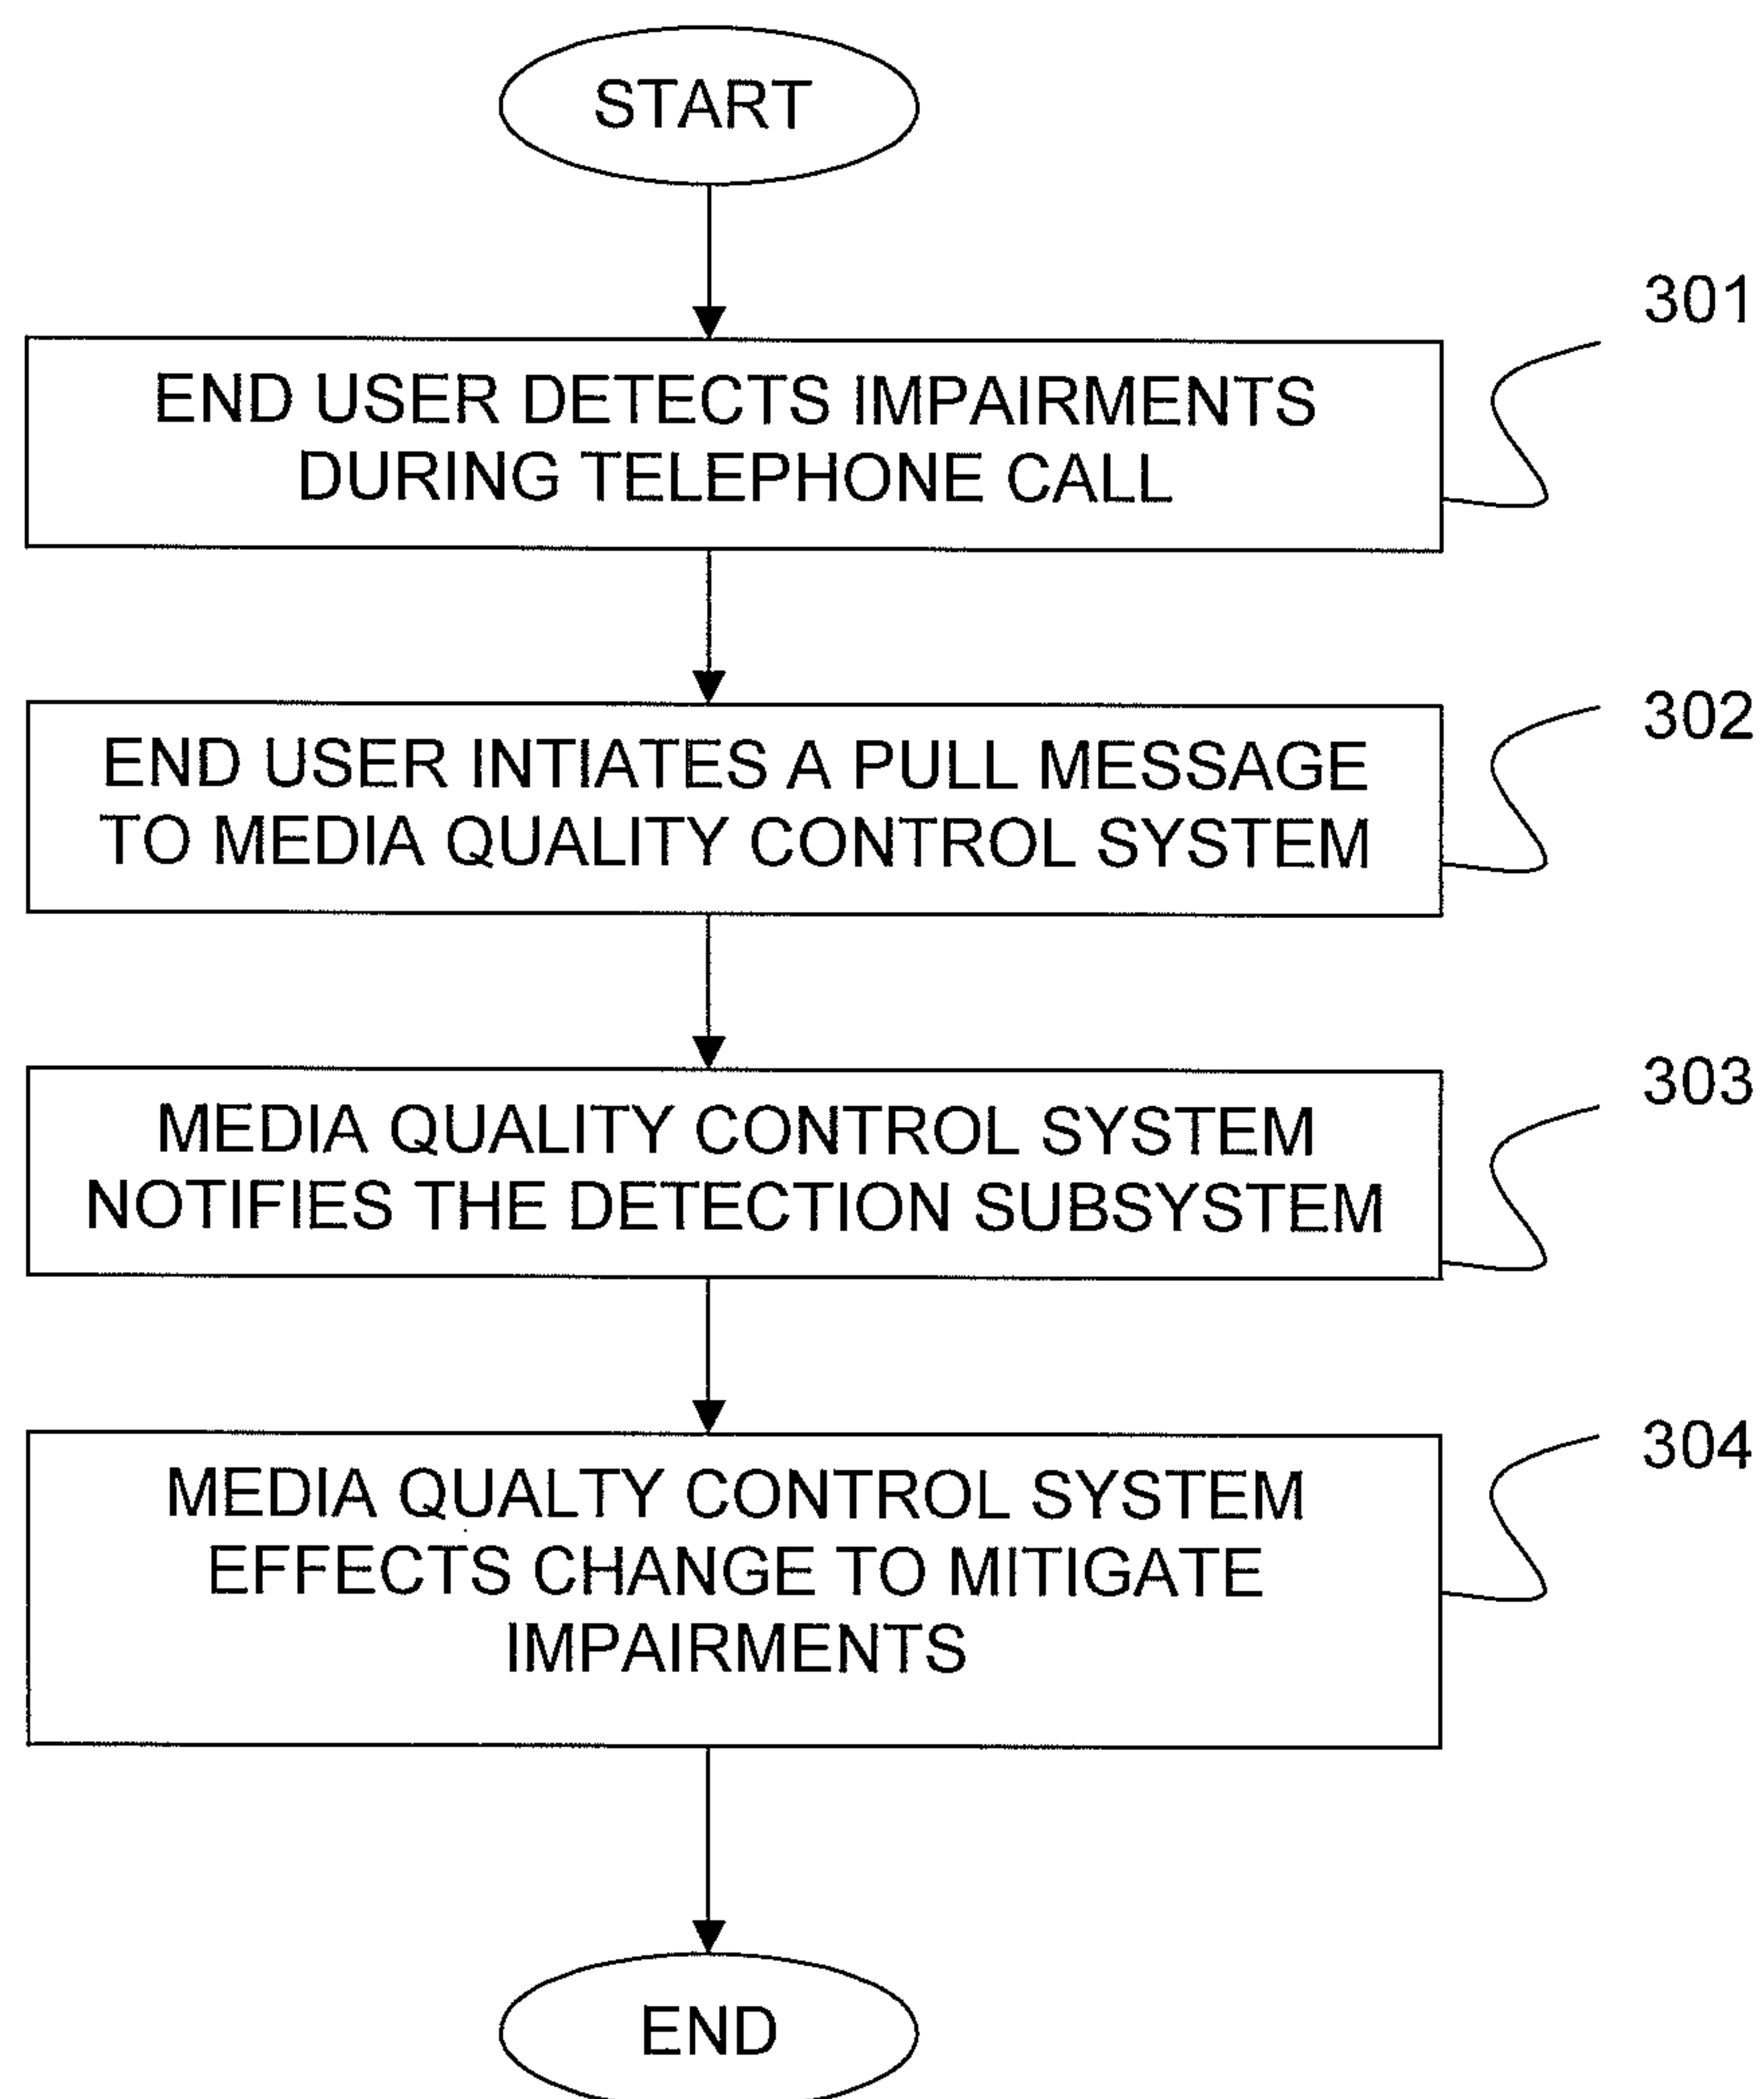 START
301
END USER DETECTS IMPAIRMENTS
DURING TELEPHONE CALL
302
END USER INTIATES A PULL MESSAGE
TO MEDIA QUALITY CONTROL SYSTEM
303
MEDIA QUALITY CONTROL SYSTEM
NOTIFIES THE DETECTION SUBSYSTEM
304
MEDIA QUALTY CONTROL SYSTEM
EFFECTS CHANGE TO MITIGATE
IMPAIRMENTS
END